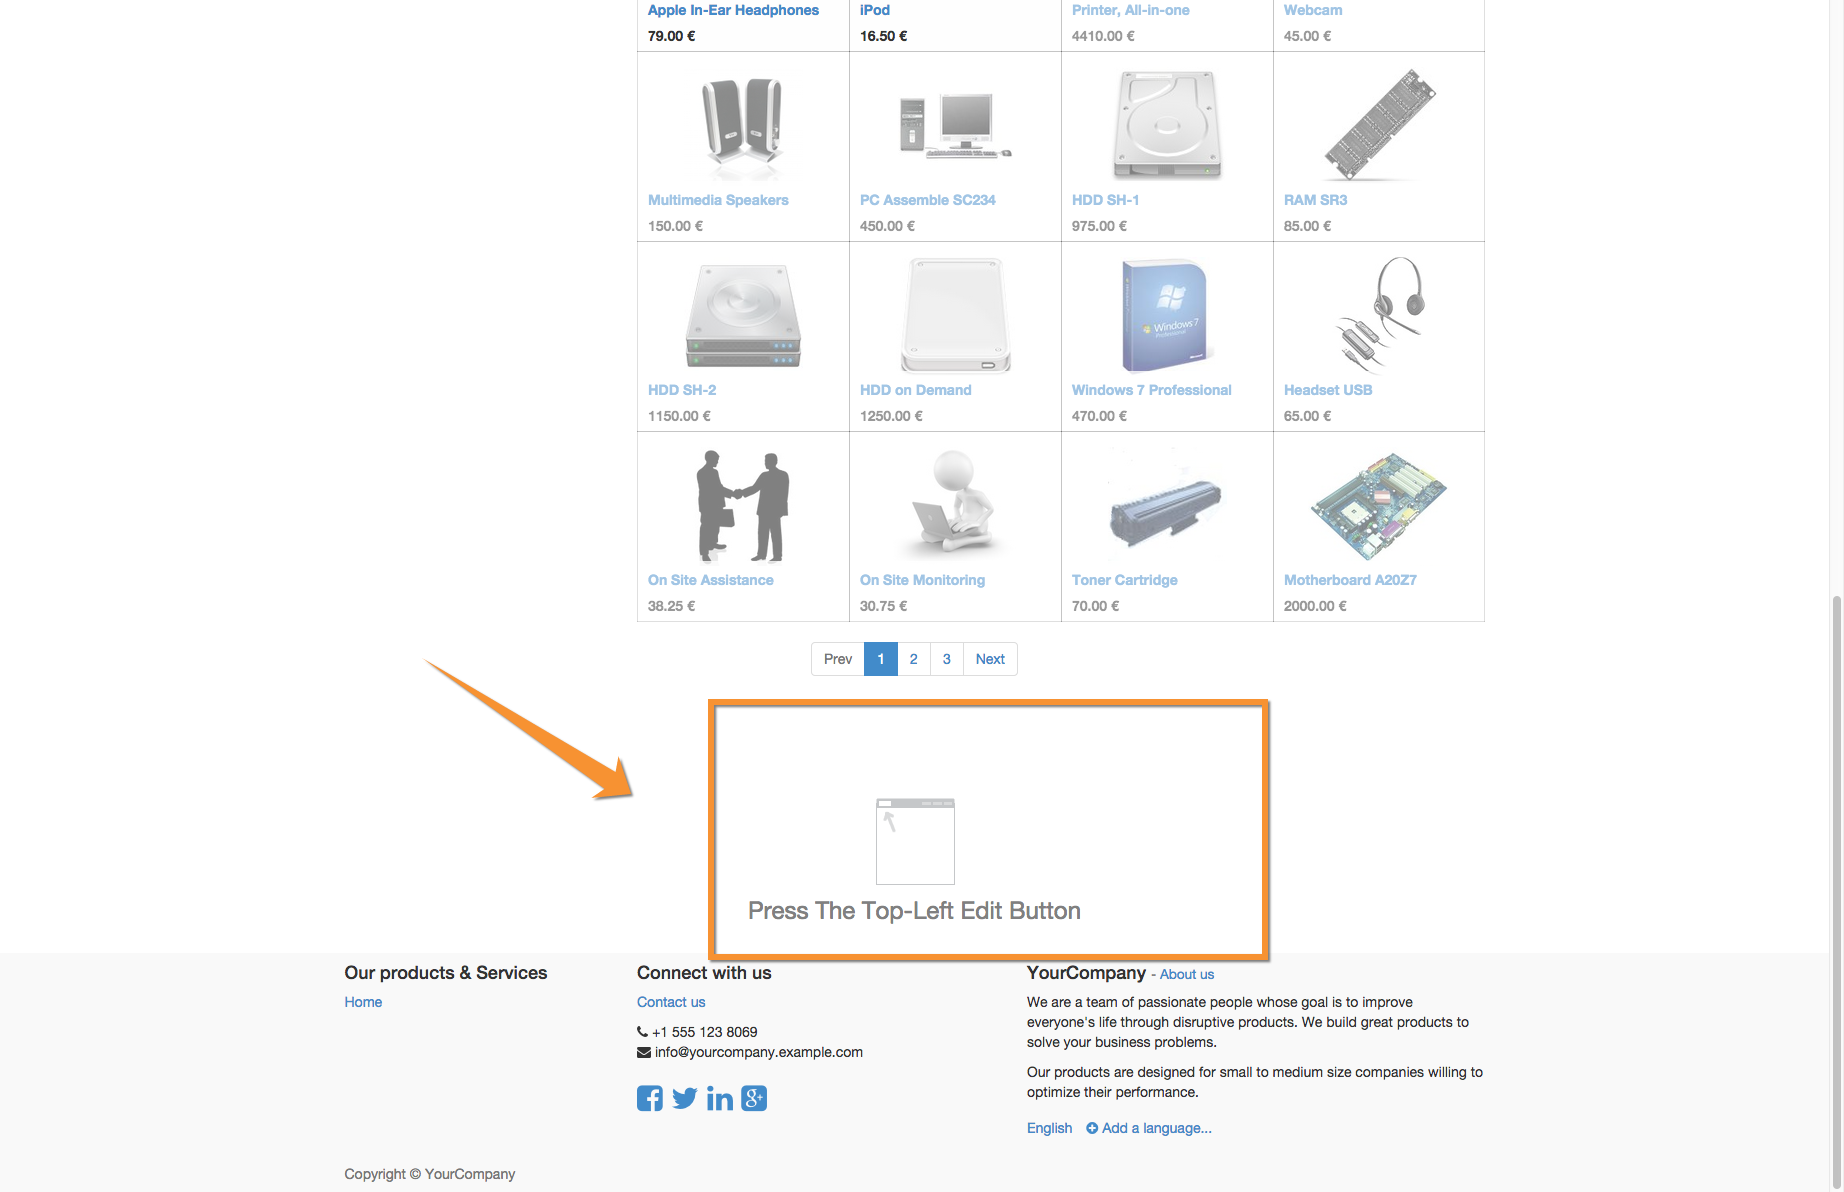 Apple In-Ear Headphones
79.00 €
iPod
16.50 €
Printer, All-in-one
4410.00 €
Webcam
45.00 €
Multimedia Speakers
150.00 €
PC Assemble SC234
450.00 €
HDD SH-1
975.00 €
RAM SR3
85.00 €
HDD SH-2
1150.00 €
HDD on Demand
1250.00 €
Windows 7
Professional
Windows 7 Professional
470.00 €
Headset USB
65.00 €
On Site Assistance
38.25 €
On Site Monitoring
30.75 €
Toner Cartridge
70.00 €
Motherboard A20Z7
2000.00 €
Prev 1 2 3 Next
Press The Top-Left Edit Button
Our products & Services
Home
Connect with us
Contact us
+1 555 123 8069
info@yourcompany.example.com
YourCompany - About us
We are a team of passionate people whose goal is to improve
everyone's life through disruptive products. We build great products to
solve your business problems.
Our products are designed for small to medium size companies willing to
optimize their performance.
English Add a language...
Copyright © YourCompany